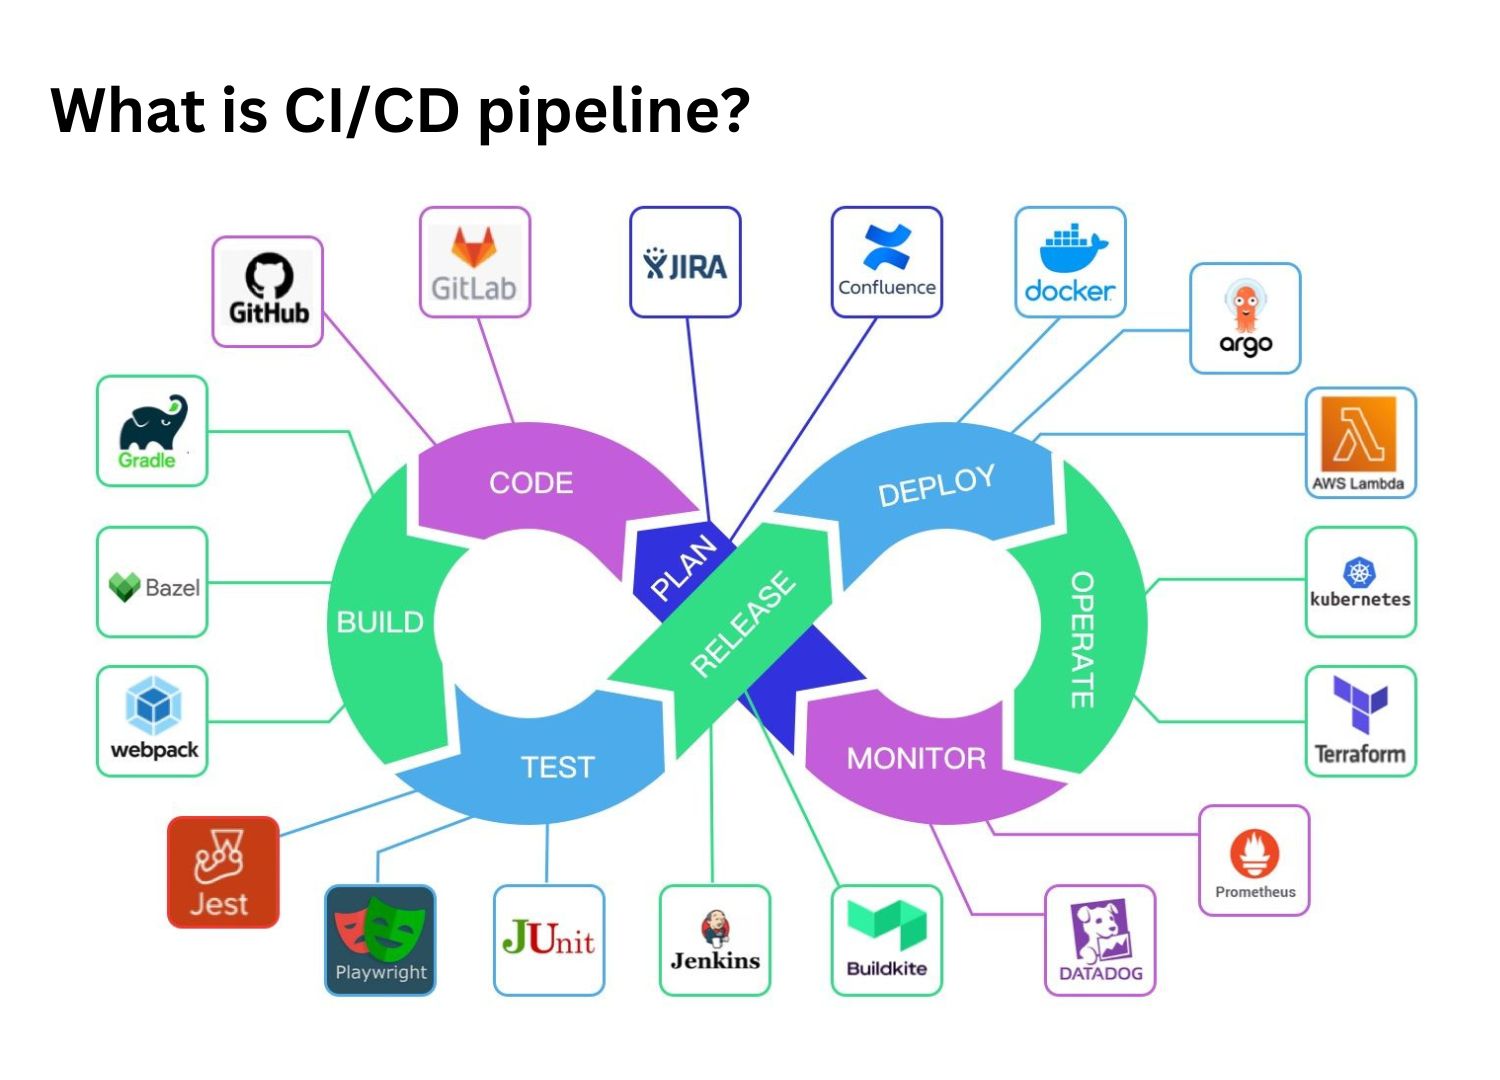 What is CI/CD pipeline?
GitHub
GitLab
JIRA
Confluence
docker
argo
Gradle
AWS Lambda
CODE
DEPLOY
PLAN
Bazel
BUILD
RELEASE
OPERATE
kubernetes
webpack
TEST
MONITOR
Terraform
Jest
Playwright
JUnit
Jenkins
Buildkite
DATADOG
Prometheus